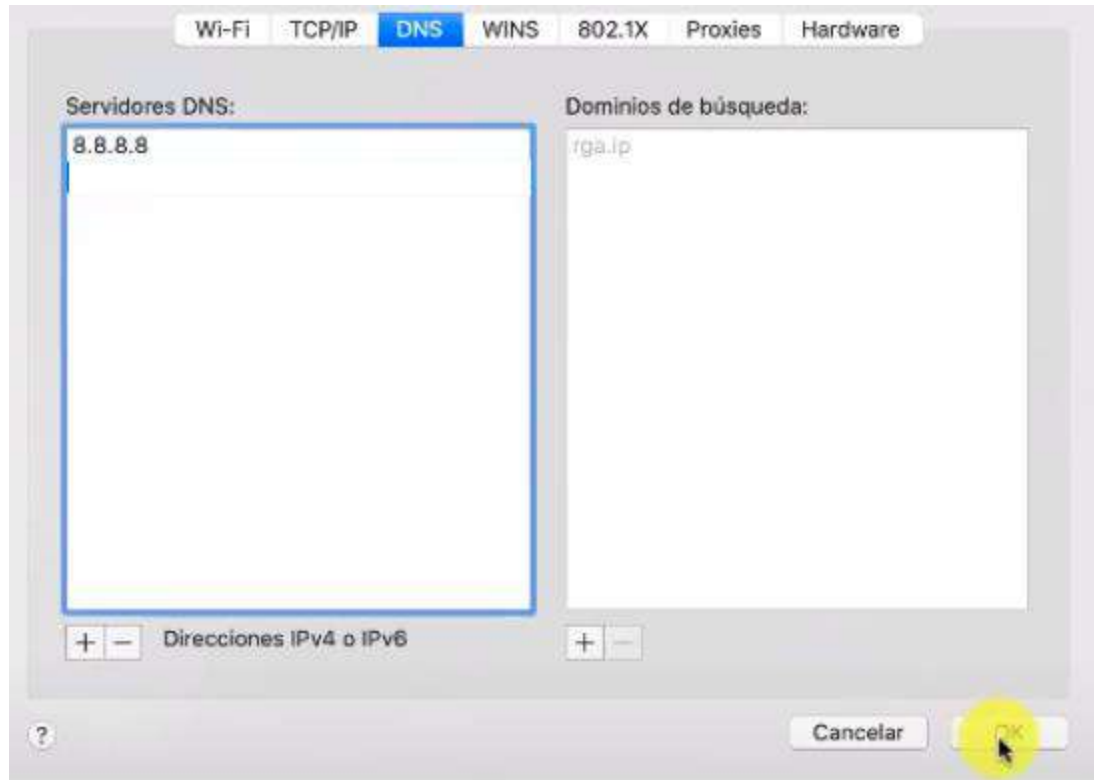 Wi-Fi TCP/IP DNS WINS 802.1X Proxies Hardware
Servidores DNS: Dominios de búsqueda:
8.8.8.8 rga.ip
+ − Direcciones IPv4 o IPv6 + −
? Cancelar OK